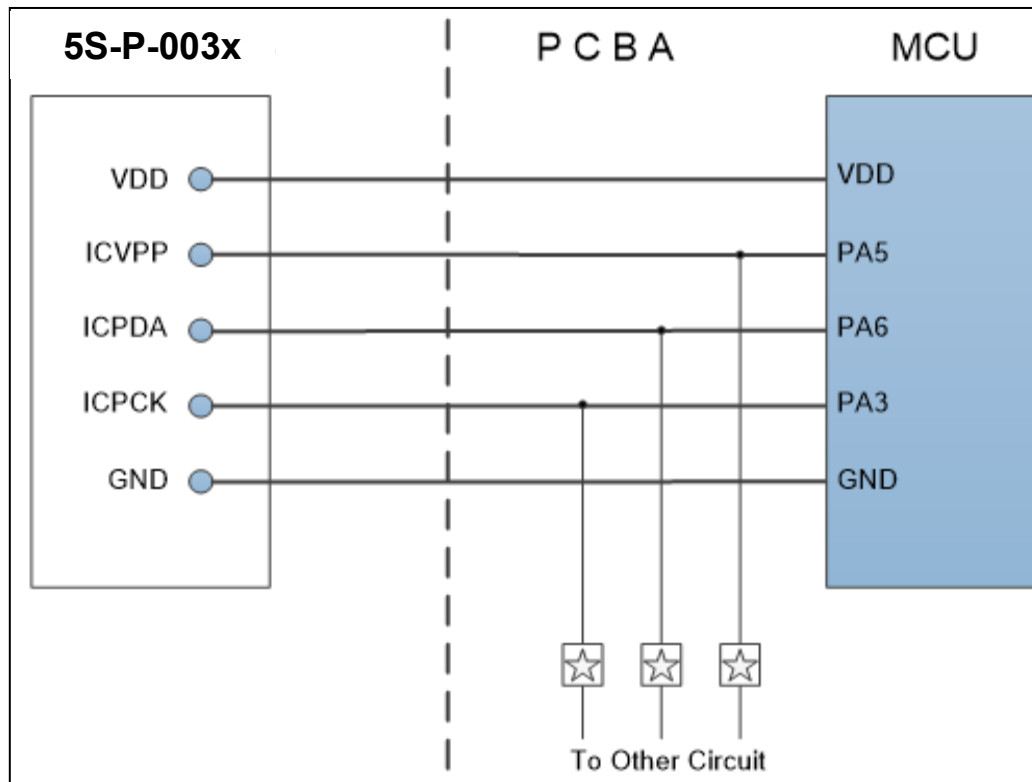 5S-P-003x
P C B A
MCU
VDD
VDD
ICVPP
PA5
ICPDA
PA6
ICPCK
PA3
GND
GND
To Other Circuit